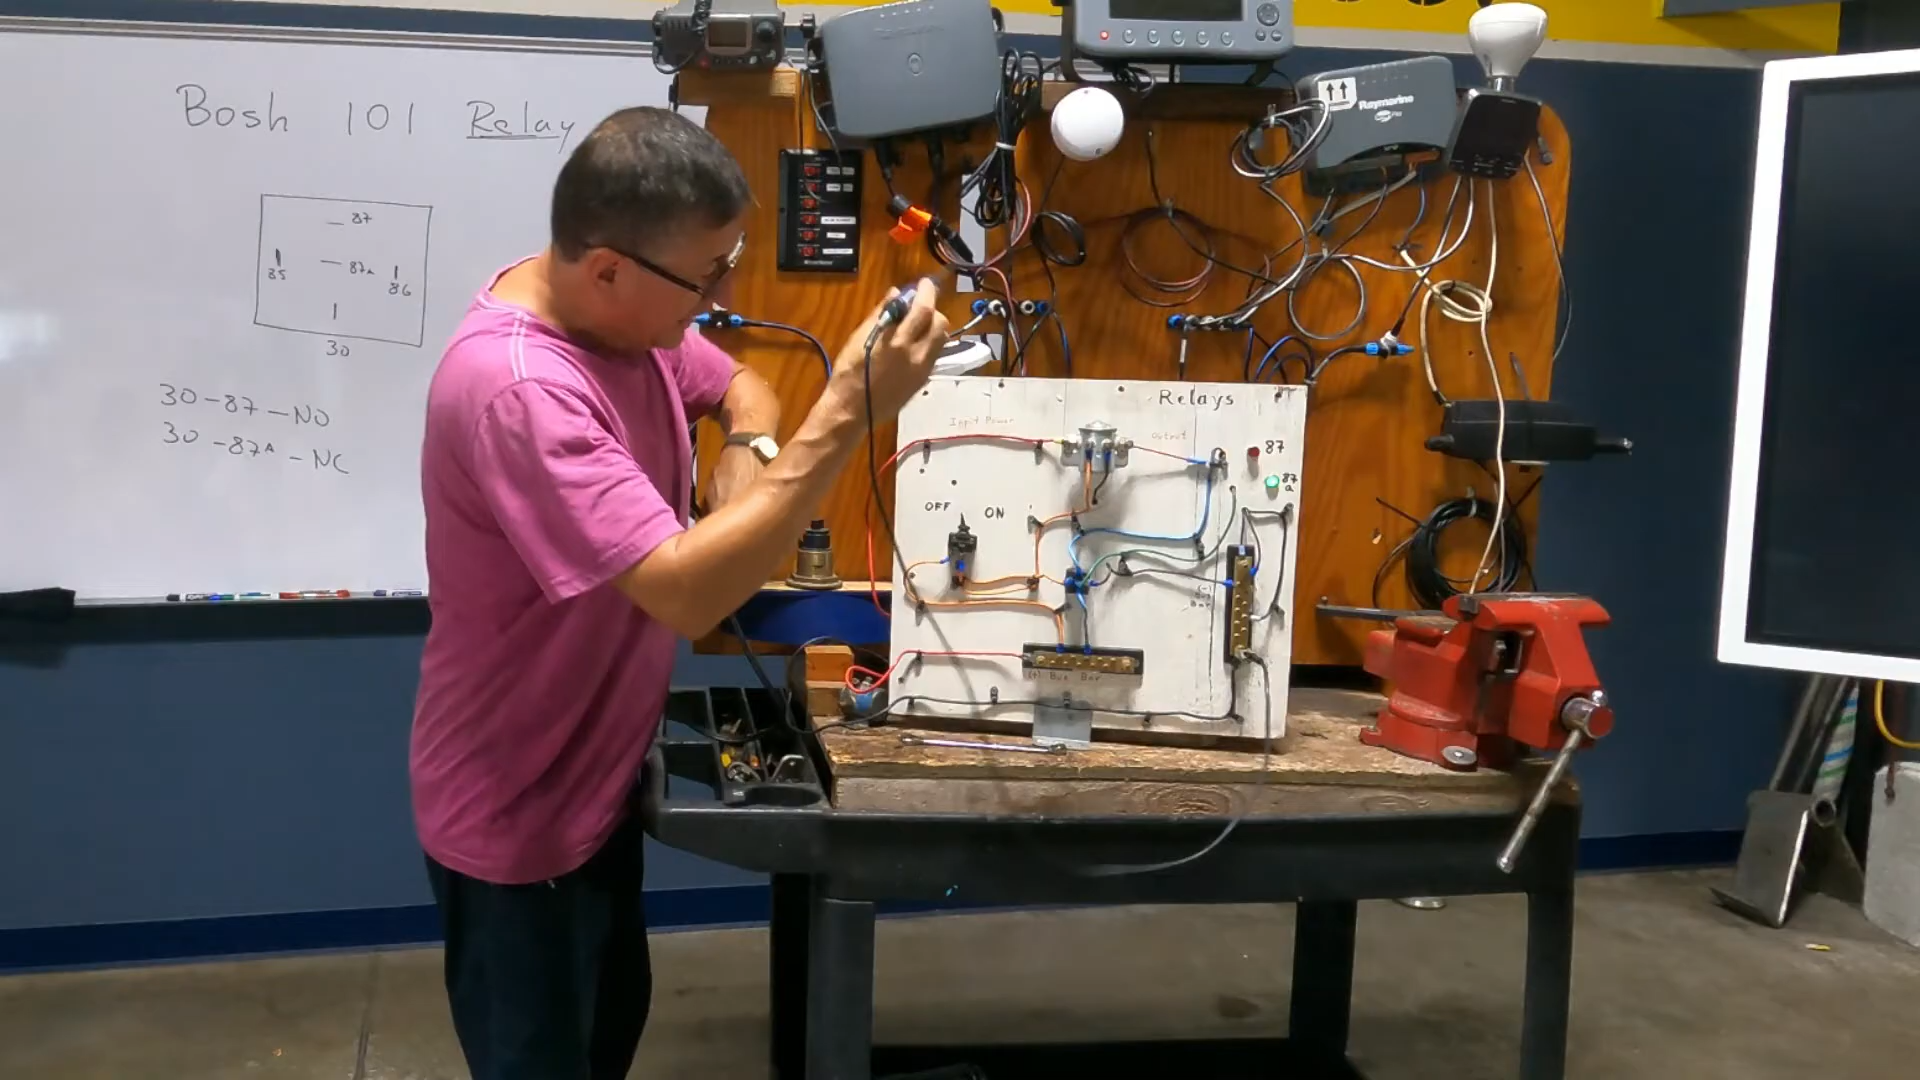 Bosh 101 Relay
87
85
87a
86
30
30-87-NO
30-87A-NC
Raymarine
Relays
Input Power
Output
87
87
a
OFF
ON
(+) Bus Bar